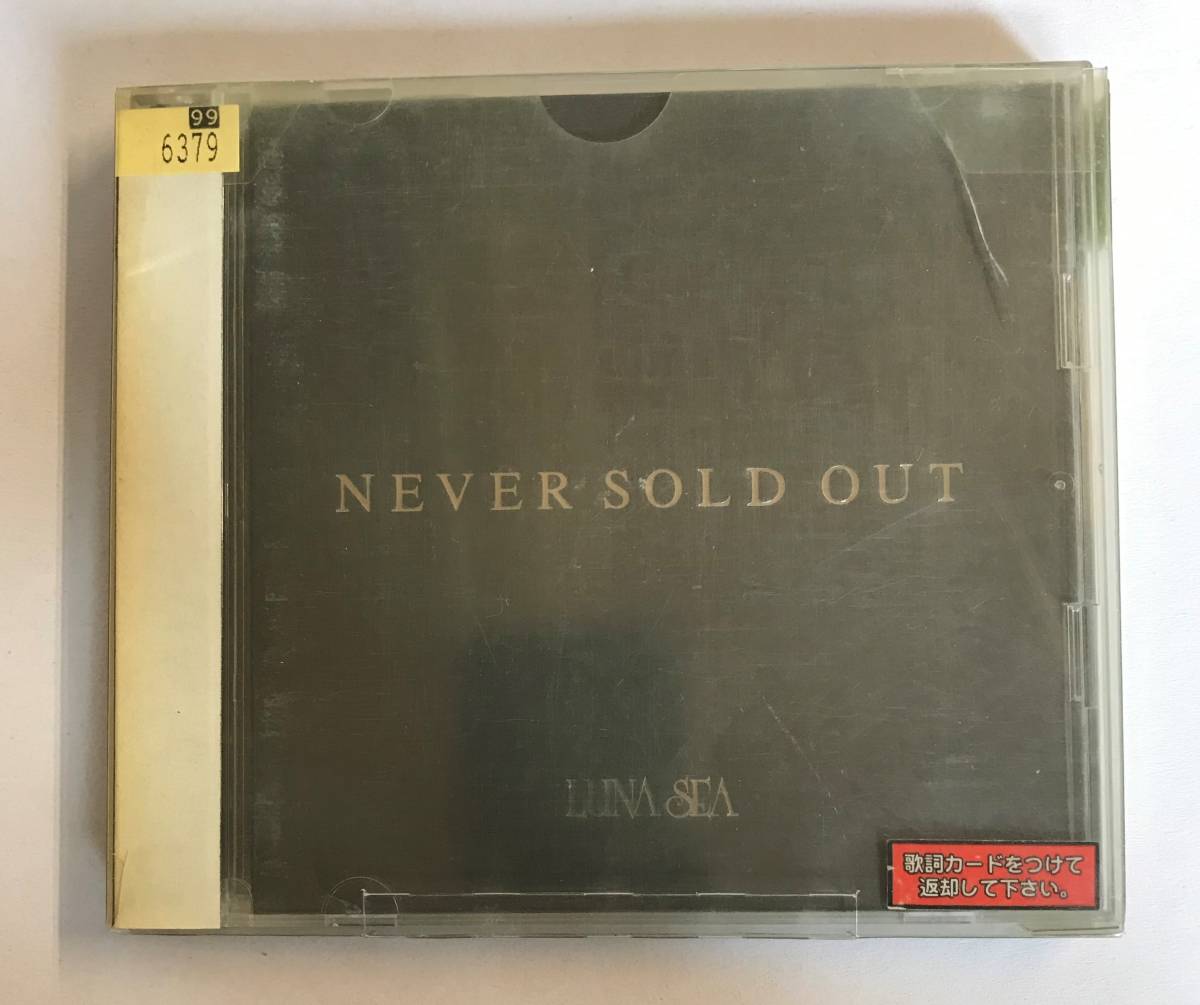 99
6379
NEVER SOLD OUT
LUNA SEA
歌詞カードをつけて
返却して下さい。